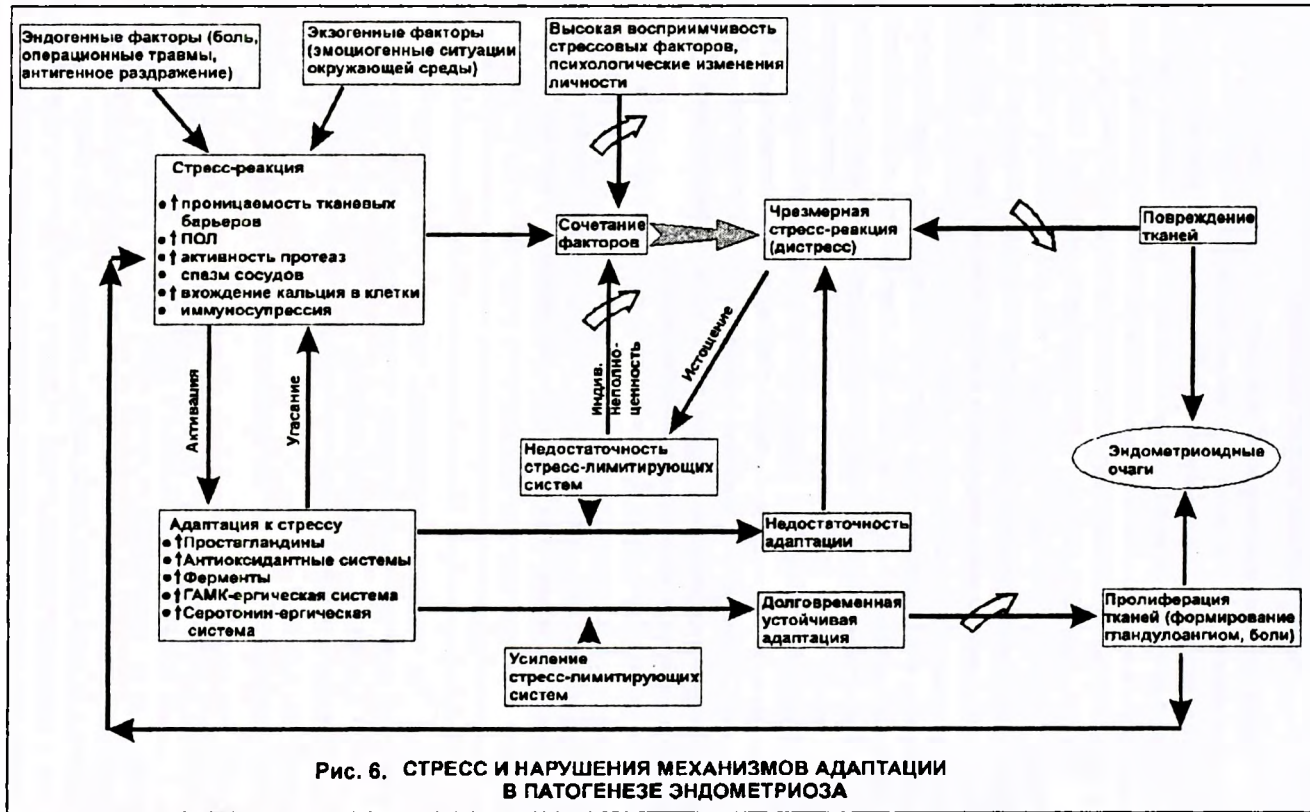 Эндогенные факторы (боль,
операционные травмы,
антигенное раздражение)
Экзогенные факторы
(эмоциогенные ситуации
окружающей среды)
Высокая восприимчивость
стрессовых факторов,
психологические изменения
личности
Стресс-реакция
• ↑ проницаемость тканевых
барьеров
• ↑ ПОЛ
• ↑ активность протеаз
• спазм сосудов
• ↑ вхождение кальция в клетки
• иммуносупрессия
Сочетание
факторов
Чрезмерная
стресс-реакция
(дистресс)
Повреждение
тканей
Активация
Угасание
индив.
неполно-
ценность
Истощение
Недостаточность
стресс-лимитирующих
систем
Эндометриоидные
очаги
Адаптация к стрессу
• ↑Простагландины
• ↑Антиоксидантные системы
• ↑Ферменты
• ↑ГАМК-ергическая система
• ↑Серотонин-ергическая
система
Недостаточность
адаптации
Долговременная
устойчивая
адаптация
Пролиферация
тканей (формирование
гландулоангиом, боли)
Усиление
стресс-лимитирующих
систем
Рис. 6. СТРЕСС И НАРУШЕНИЯ МЕХАНИЗМОВ АДАПТАЦИИ
В ПАТОГЕНЕЗЕ ЭНДОМЕТРИОЗА